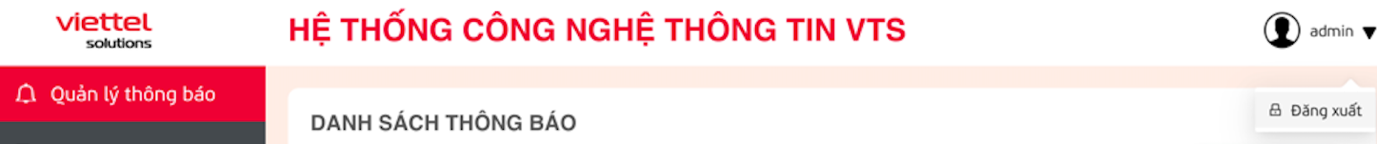 viettel
solutions
HỆ THỐNG CÔNG NGHỆ THÔNG TIN VTS
admin
Quản lý thông báo
DANH SÁCH THÔNG BÁO
Đăng xuất